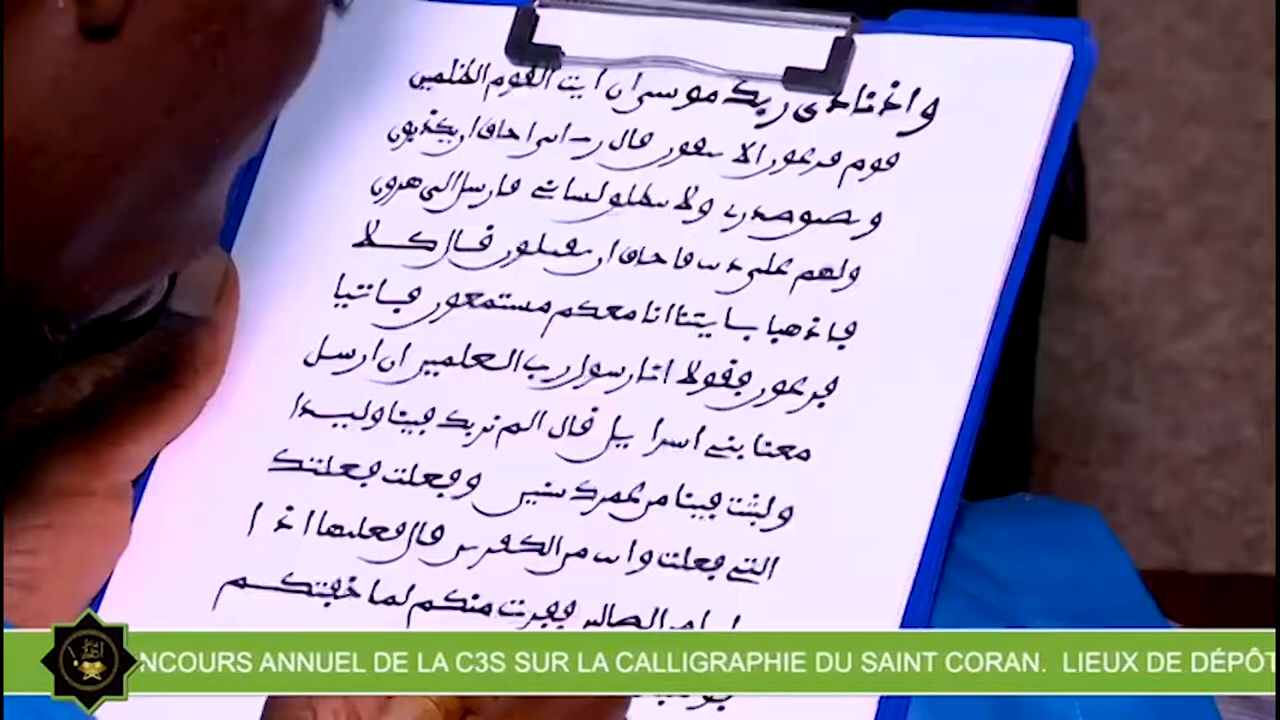 واذ نادى ربك موسى ان ايت القوم الظلمين
قوم فرعون الا يتقون قال رب انى اخاف ان يكذبون
ويضيق صدرى ولا ينطلق لسانى فارسل الى هرون
ولهم على ذنب فاخاف ان يقتلون قال كلا
فاذهبا بـايتنا انا معكم مستمعون فاتيا
فرعون فقولا انا رسول رب العلمين ان ارسل
معنا بنى اسراءيل قال الم نربك فينا وليدا
ولبثت فينا من عمرك سنين وفعلت فعلتك
التى فعلت وانت من الكفرين قال فعلتها اذا
وانا من الضالين ففررت منكم لما خفتكم
NCOURS ANNUEL DE LA C3S SUR LA CALLIGRAPHIE DU SAINT CORAN. LIEUX DE DÉPÔT